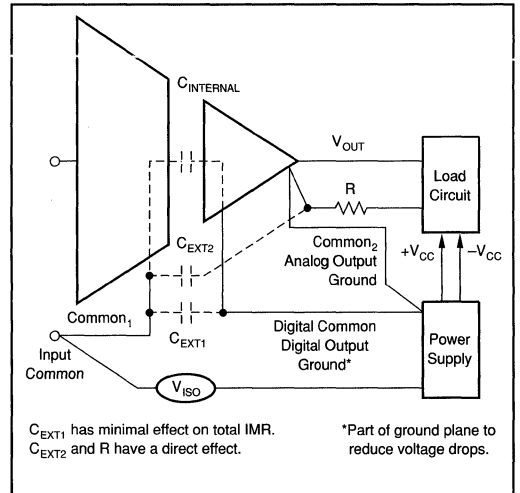 C_INTERNAL
V_OUT
Load
Circuit
R
C_EXT2
Common_2
Analog Output
Ground
+V_CC
–V_CC
Common_1
C_EXT1
Input
Common
Digital Common
Digital Output
Ground*
Power
Supply
V_ISO
C_EXT1 has minimal effect on total IMR.
C_EXT2 and R have a direct effect.
*Part of ground plane to
reduce voltage drops.